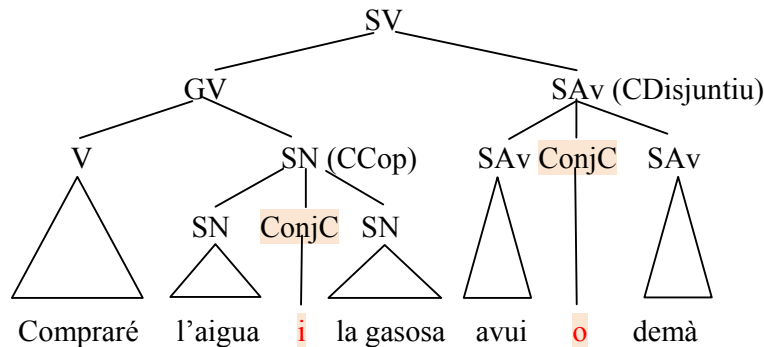 SV
GV SAv (CDisjuntiu)
V SN (CCop) SAv ConjC SAv
SN ConjC SN
Compraré l’aigua i la gasosa avui o demà